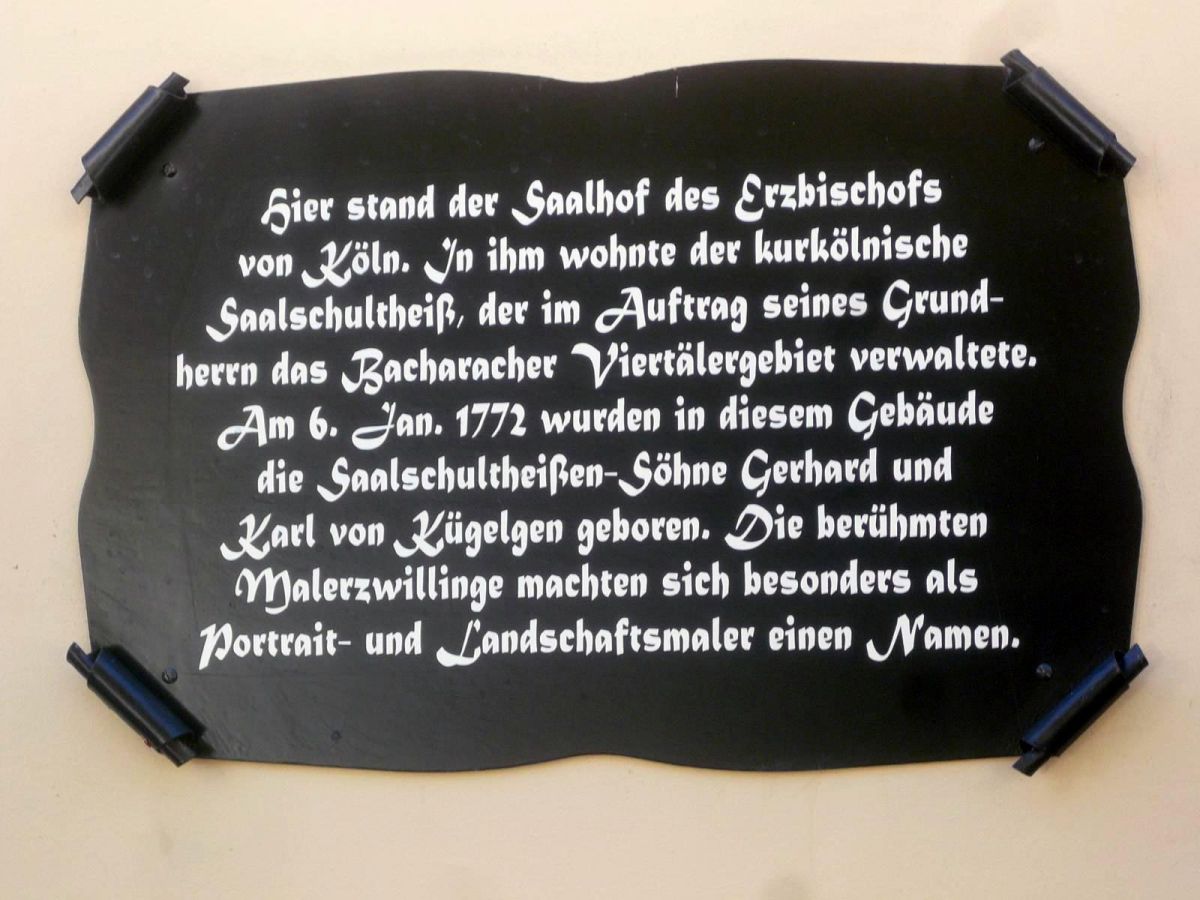 Hier stand der Saalhof des Erzbischofs
von Köln. In ihm wohnte der kurkölnische
Saalschultheiß, der im Auftrag seines Grund-
herrn das Bacharacher Viertälergebiet verwaltete.
Am 6. Jan. 1772 wurden in diesem Gebäude
die Saalschultheißen-Söhne Gerhard und
Karl von Kügelgen geboren. Die berühmten
Malerzwillinge machten sich besonders als
Portrait- und Landschaftsmaler einen Namen.